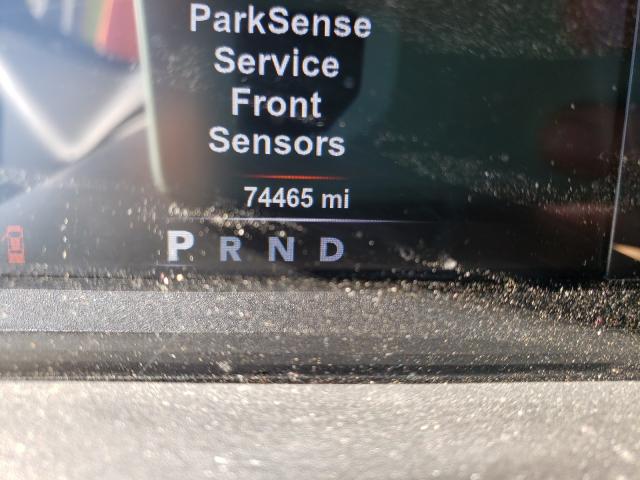 ParkSense
Service
Front
Sensors
74465 mi
P R N D